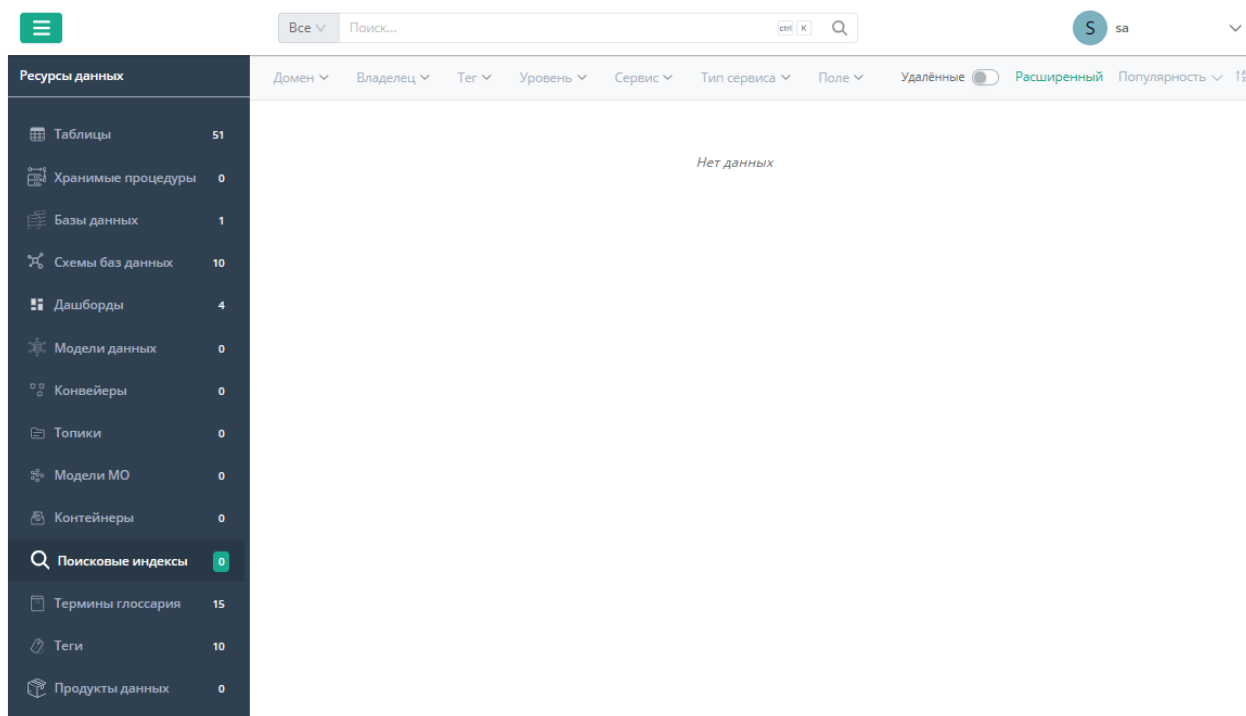 Все Поиск... ctrl K S sa
Ресурсы данных
Домен Владелец Тег Уровень Сервис Тип сервиса Поле Удалённые Расширенный Популярность
Таблицы 51
Нет данных
Хранимые процедуры 0
Базы данных 1
Схемы баз данных 10
Дашборды 4
Модели данных 0
Конвейеры 0
Топики 0
Модели МО 0
Контейнеры 0
Поисковые индексы 0
Термины глоссария 15
Теги 10
Продукты данных 0